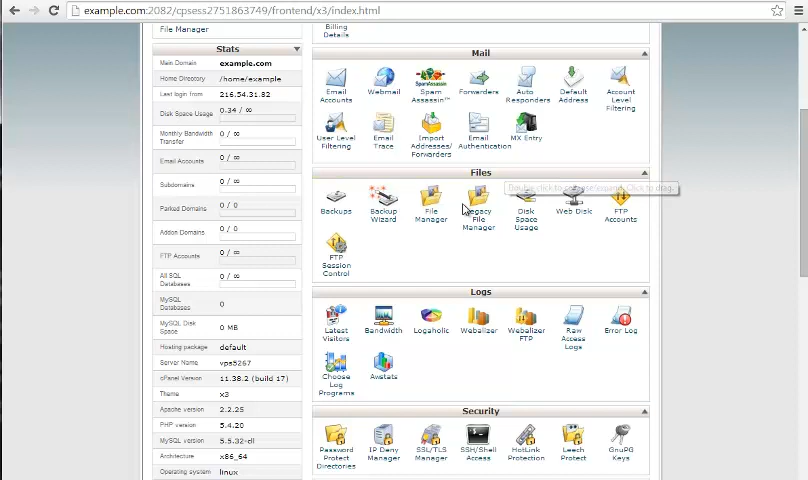 example.com:2082/cpsess2751863749/frontend/x3/index.html
File Manager
Stats
Main Domain example.com
Home Directory /home/example
Last login from 216.54.31.82
Disk Space Usage 0.34 / ∞
Monthly Bandwidth
Transfer
0 / ∞
Email Accounts 0 / ∞
Subdomains 0 / ∞
Parked Domains 0 / 0
Addon Domains 0 / 0
FTP Accounts 0 / ∞
All SQL
Databases
0 / ∞
MySQL
Databases
0
MySQL Disk
Space
0 MB
Hosting package default
Server Name vps5267
cPanel Version 11.38.2 (build 17)
Theme x3
Apache version 2.2.25
PHP version 5.4.20
MySQL version 5.5.32-cll
Architecture x86_64
Operating system linux
Billing
Details
Mail
Email
Accounts
Webmail
SpamAssassin
Spam
Assassin™
Forwarders
Auto
Responders
Default
Address
Account
Level
Filtering
User Level
Filtering
Email
Trace
Import
Addresses/
Forwarders
Email
Authentication
MX Entry
Files
Double click to collapse/expand. Click to drag.
Backups
Backup
Wizard
File
Manager
Legacy
File
Manager
Disk
Space
Usage
Web Disk
FTP
Accounts
FTP
Session
Control
Logs
Latest
Visitors
Bandwidth
Logaholic
Webalizer
Webalizer
FTP
Raw
Access
Logs
Error Log
Choose
Log
Programs
Awstats
Security
Password
Protect
Directories
IP Deny
Manager
SSL/TLS
Manager
SSH/Shell
Access
HotLink
Protection
Leech
Protect
GnuPG
Keys